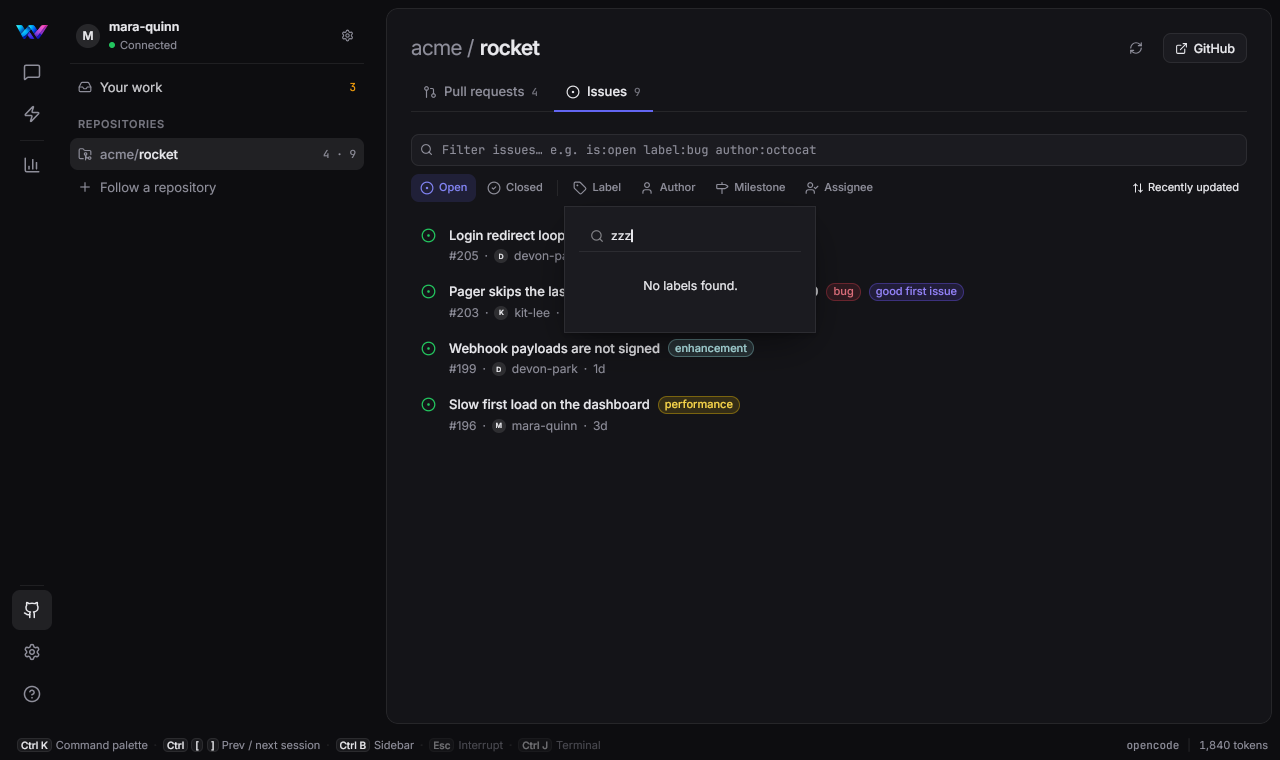 M
mara-quinn
Connected
Your work 3
REPOSITORIES
acme/rocket 4 · 9
Follow a repository
acme / rocket
GitHub
Pull requests 4
Issues 9
Filter issues… e.g. is:open label:bug author:octocat
Open Closed Label Author Milestone Assignee Recently updated
zzz
No labels found.
Login redirect loop
#205 · D
Pager skips the bug good first issue
#203 · K kit-lee ·
Webhook payloads are not signed enhancement
#199 · D devon-park · 1d
Slow first load on the dashboard performance
#196 · M mara-quinn · 3d
Ctrl K Command palette · Ctrl [ ] Prev / next session · Ctrl B Sidebar · Esc Interrupt · Ctrl J Terminal
opencode 1,840 tokens